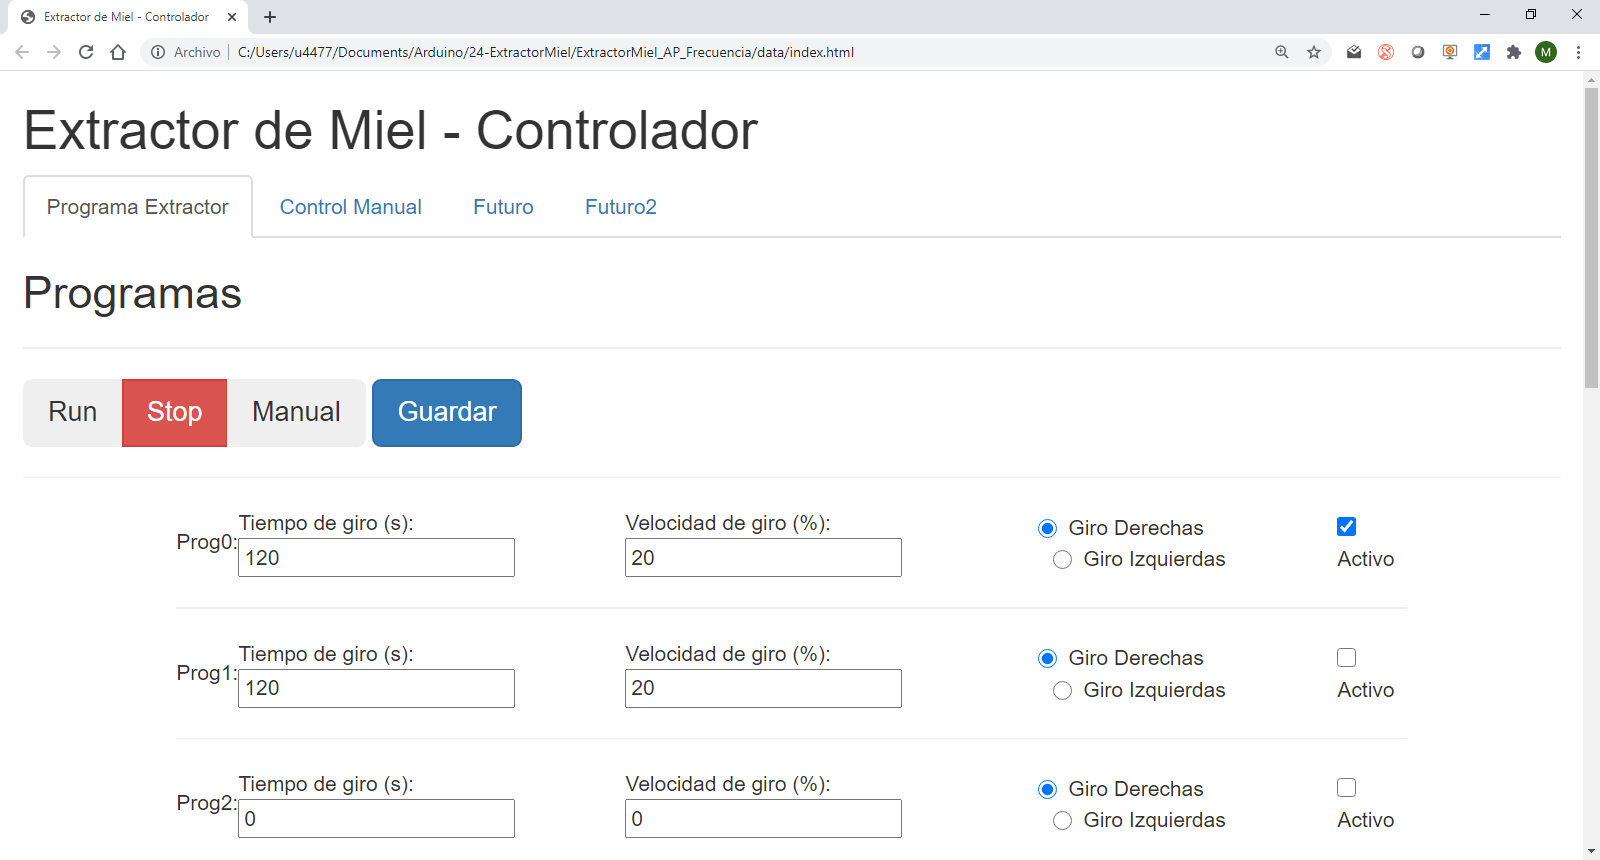 Extractor de Miel - Controlador
Archivo C:/Users/u4477/Documents/Arduino/24-ExtractorMiel/ExtractorMiel_AP_Frecuencia/data/index.html
M
Extractor de Miel - Controlador
Programa Extractor Control Manual Futuro Futuro2
Programas
Run Stop Manual Guardar
Tiempo de giro (s): Velocidad de giro (%):
Prog0: 120 20 Giro Derechas
Giro Izquierdas Activo
Tiempo de giro (s): Velocidad de giro (%):
Prog1: 120 20 Giro Derechas
Giro Izquierdas Activo
Tiempo de giro (s): Velocidad de giro (%):
Prog2: 0 0 Giro Derechas
Giro Izquierdas Activo